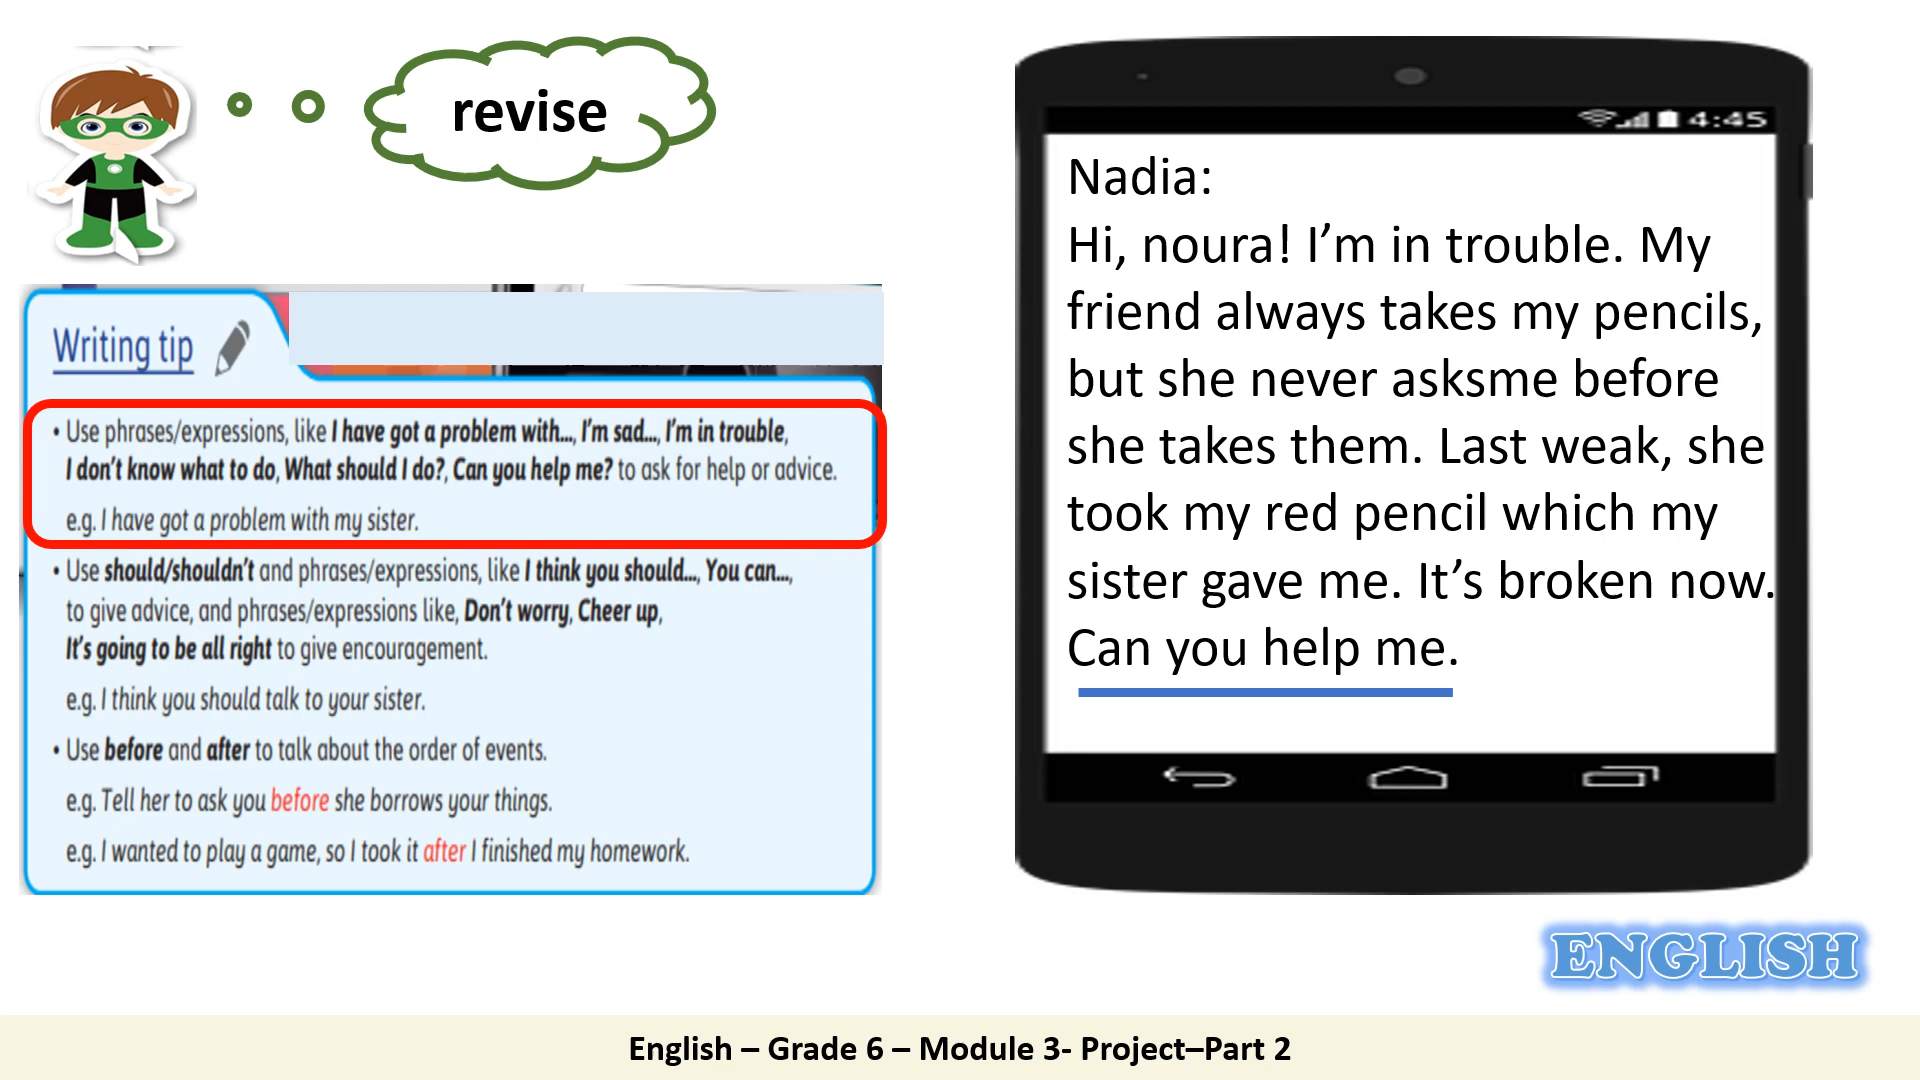 revise
Writing tip
• Use phrases/expressions, like I have got a problem with..., I'm sad..., I'm in trouble,
I don't know what to do, What should I do?, Can you help me? to ask for help or advice.
e.g. I have got a problem with my sister.
• Use should/shouldn't and phrases/expressions, like I think you should..., You can...,
to give advice, and phrases/expressions like, Don't worry, Cheer up,
It's going to be all right to give encouragement.
e.g. I think you should talk to your sister.
• Use before and after to talk about the order of events.
e.g. Tell her to ask you before she borrows your things.
e.g. I wanted to play a game, so I took it after I finished my homework.
4:45
Nadia:
Hi, noura! I’m in trouble. My
friend always takes my pencils,
but she never asksme before
she takes them. Last weak, she
took my red pencil which my
sister gave me. It’s broken now.
Can you help me.
ENGLISH
English – Grade 6 – Module 3- Project–Part 2